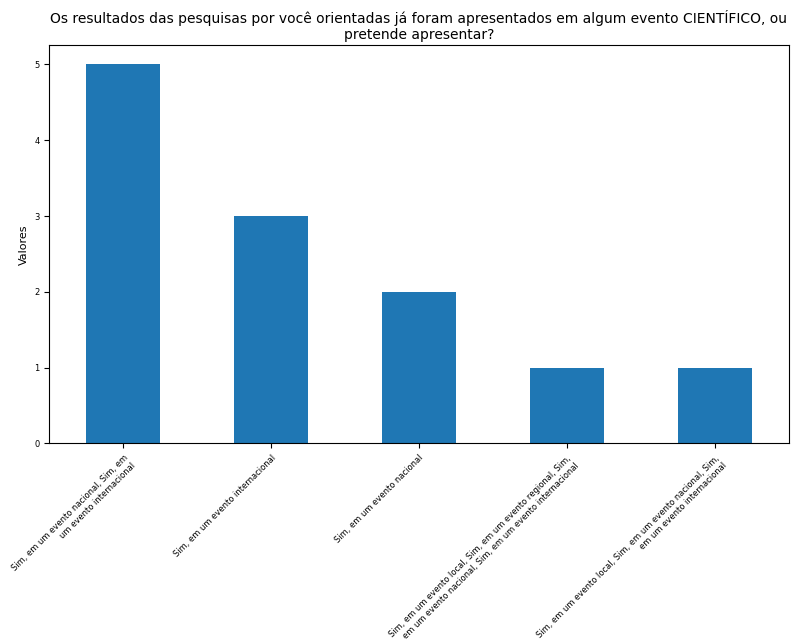 Os resultados das pesquisas por você orientadas já foram apresentados em algum evento CIENTÍFICO, ou
pretende apresentar?
Valores
5
4
3
2
1
0
Sim, em um evento nacional, Sim, em
um evento internacional
Sim, em um evento internacional
Sim, em um evento nacional
Sim, em um evento local, Sim, em um evento regional, Sim,
em um evento nacional, Sim, em um evento internacional
Sim, em um evento local, Sim, em um evento nacional, Sim,
em um evento internacional